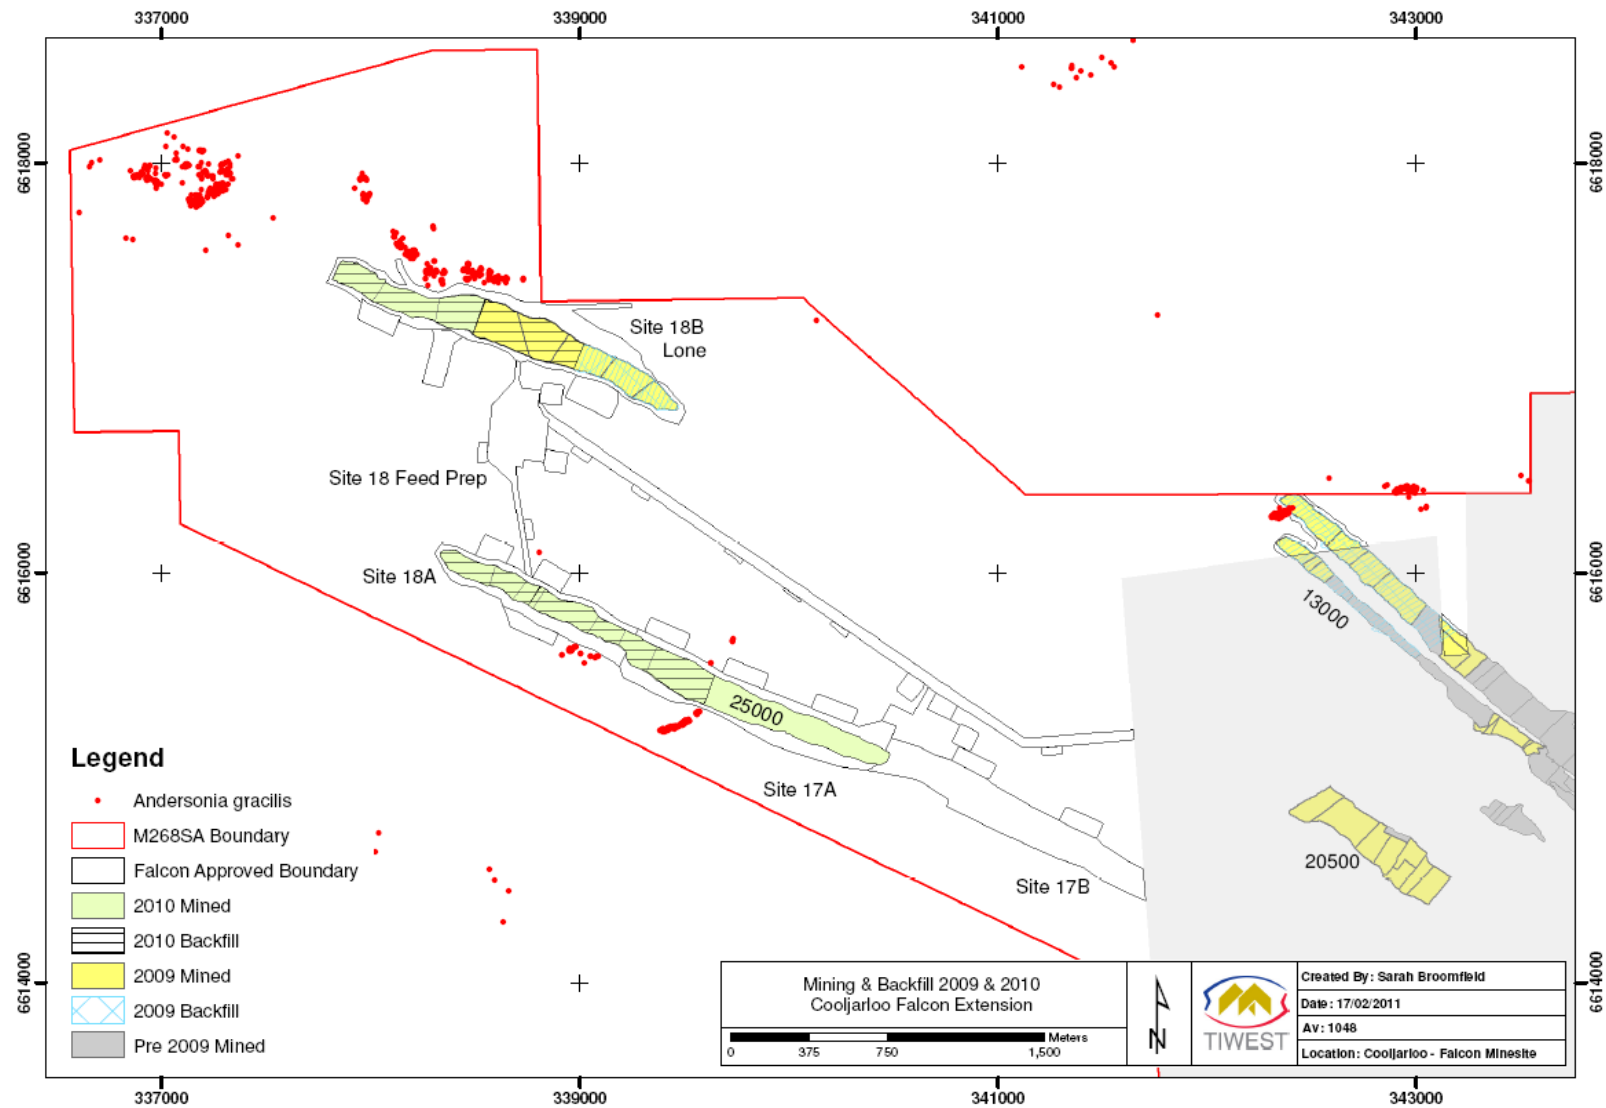 337000
339000
341000
343000
6618000
6618000
Site 18B
Lone
Site 18 Feed Prep
6616000
6616000
Site 18A
13000
25000
Site 17A
20500
Site 17B
Legend
Andersonia gracilis
M268SA Boundary
Falcon Approved Boundary
2010 Mined
2010 Backfill
2009 Mined
2009 Backfill
Pre 2009 Mined
6614000
6614000
Mining & Backfill 2009 & 2010
Cooljarloo Falcon Extension
Meters
0 375 750 1,500
N
TIWEST
Created By: Sarah Broomfield
Date: 17/02/2011
Av: 1048
Location: Cooljarloo - Falcon Minesite
337000
339000
341000
343000